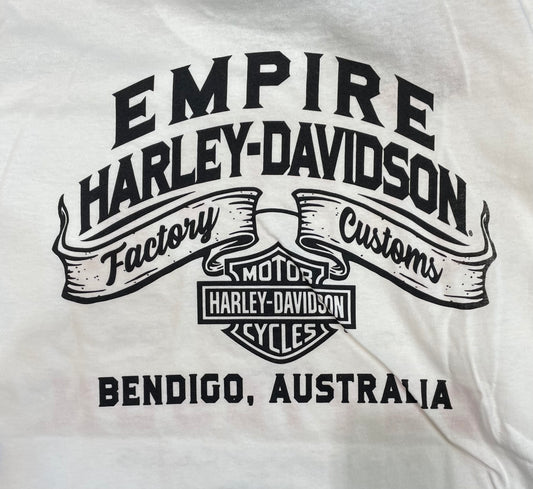 EMPIRE
HARLEY-DAVIDSON
Factory Customs
MOTOR
HARLEY-DAVIDSON
CYCLES
BENDIGO, AUSTRALIA